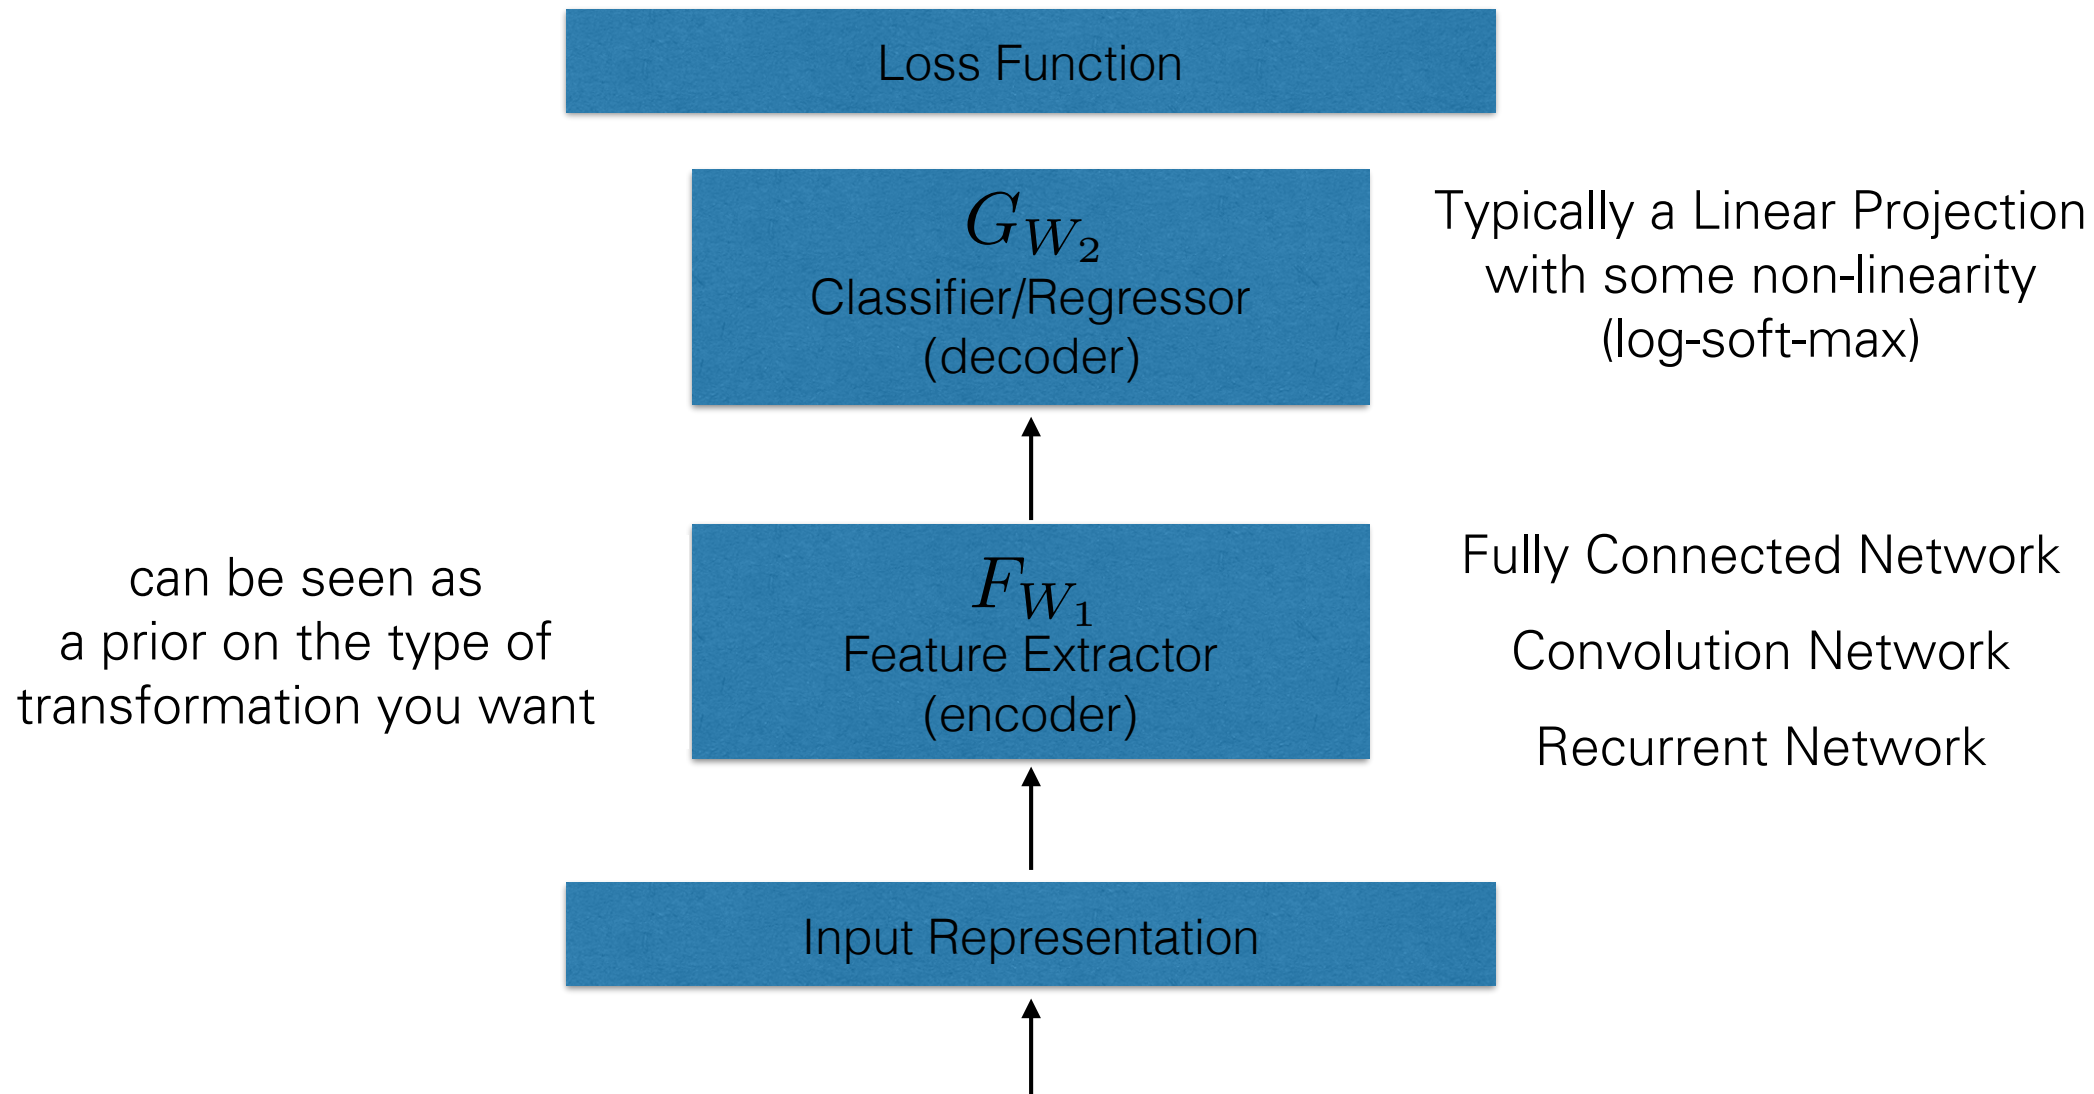 Loss Function
G_{W_2}
Classifier/Regressor
(decoder)
Typically a Linear Projection
with some non-linearity
(log-soft-max)
can be seen as
a prior on the type of
transformation you want
F_{W_1}
Feature Extractor
(encoder)
Fully Connected Network
Convolution Network
Recurrent Network
Input Representation